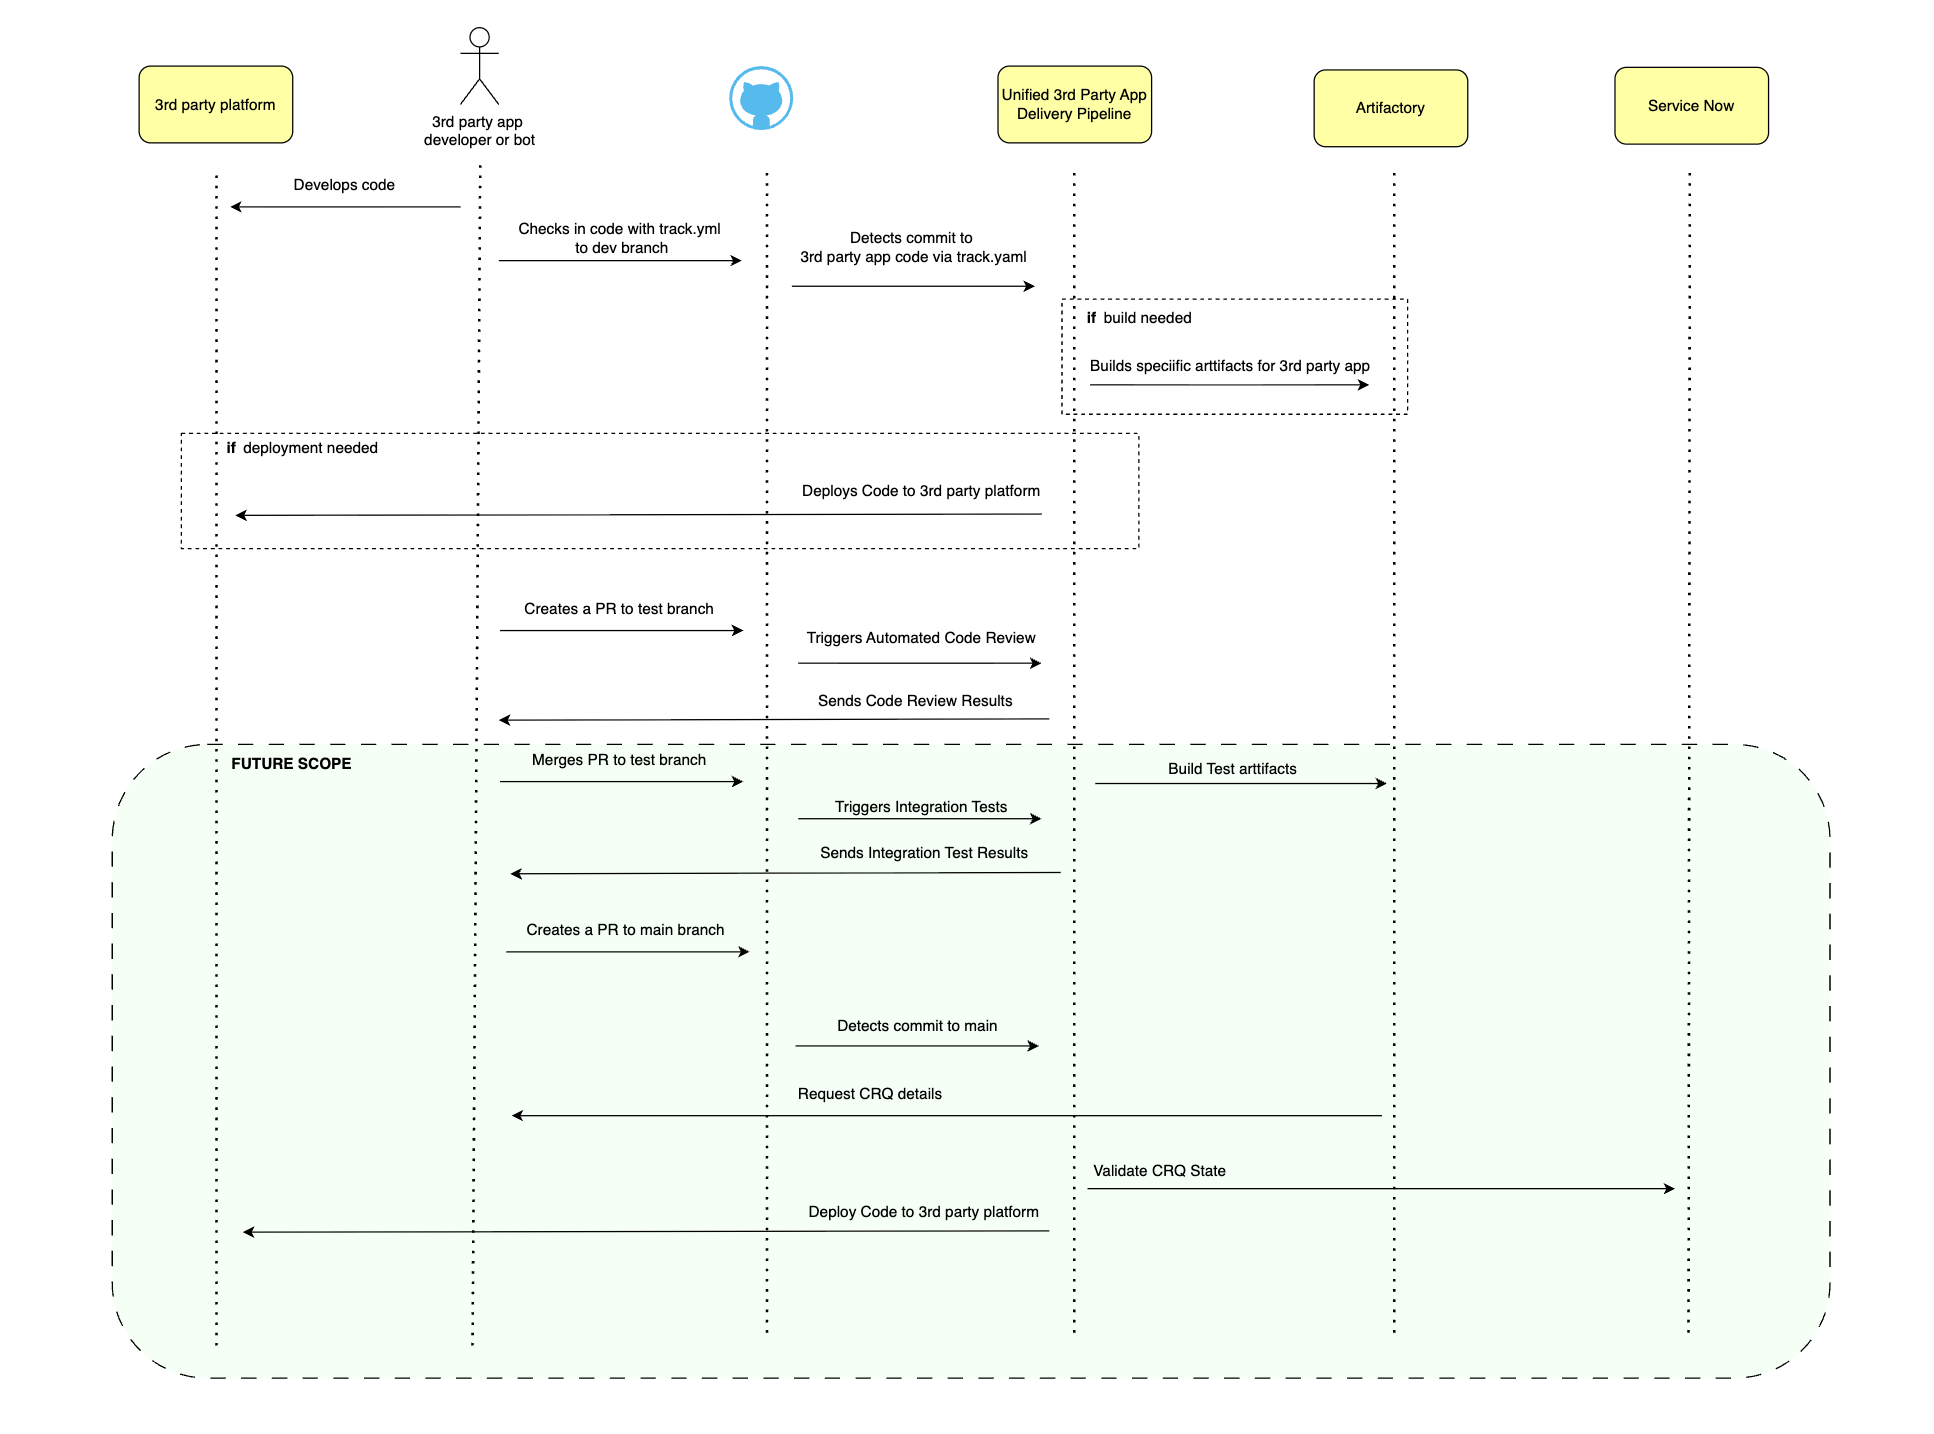 3rd party platform
3rd party app
developer or bot
Unified 3rd Party App
Delivery Pipeline
Artifactory
Service Now
Develops code
Checks in code with track.yml
to dev branch
Detects commit to
3rd party app code via track.yaml
if build needed
Builds speciific arttifacts for 3rd party app
if deployment needed
Deploys Code to 3rd party platform
Creates a PR to test branch
Triggers Automated Code Review
Sends Code Review Results
FUTURE SCOPE
Merges PR to test branch
Build Test arttifacts
Triggers Integration Tests
Sends Integration Test Results
Creates a PR to main branch
Detects commit to main
Request CRQ details
Validate CRQ State
Deploy Code to 3rd party platform